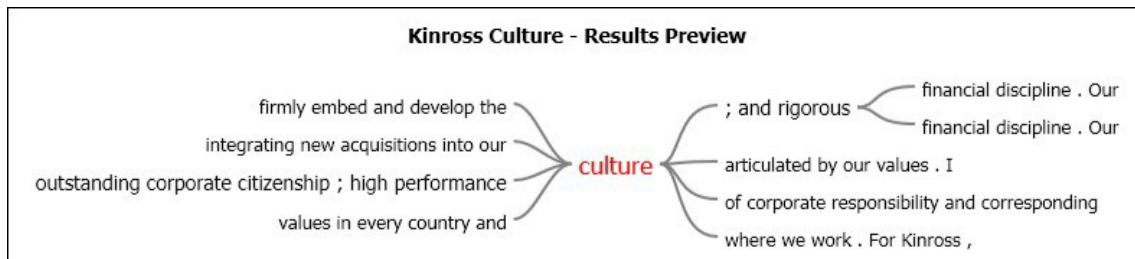 Kinross Culture - Results Preview
firmly embed and develop the
integrating new acquisitions into our
outstanding corporate citizenship ; high performance
values in every country and
culture
; and rigorous
financial discipline . Our
financial discipline . Our
articulated by our values . I
of corporate responsibility and corresponding
where we work . For Kinross ,